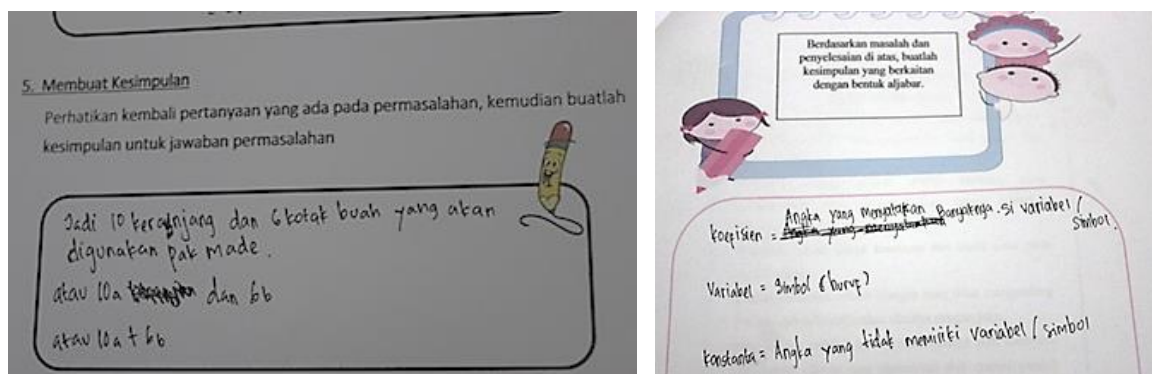 5. Membuat Kesimpulan
Perhatikan kembali pertanyaan yang ada pada permasalahan, kemudian buatlah
kesimpulan untuk jawaban permasalahan
Jadi 10 keranjang dan 6 kotak buah yang akan
digunakan pak made.
atau 10a dan 6b
atau 10a + 6b
Berdasarkan masalah dan
penyelesaian di atas, buatlah
kesimpulan yang berkaitan
dengan bentuk aljabar.
koefisien = Angka yang menyatakan Banyaknya si variabel /
simbol.
Variabel = simbol (huruf)
konstanta = Angka yang tidak memiliki variabel / simbol